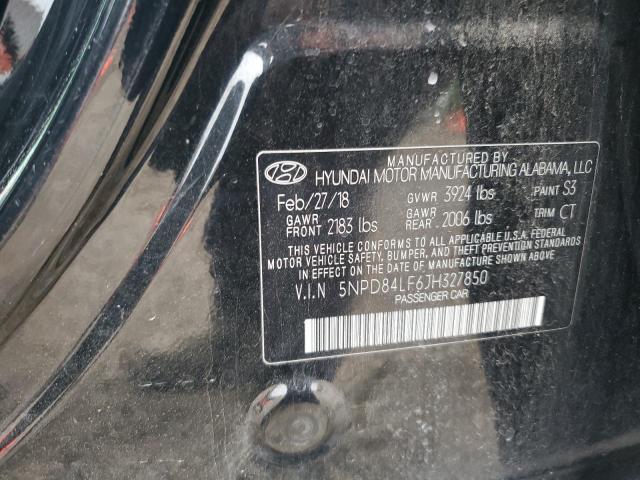 MANUFACTURED BY
HYUNDAI MOTOR MANUFACTURING ALABAMA, LLC
Feb/27/18 GVWR 3924 lbs PAINT S3
GAWR FRONT 2183 lbs GAWR REAR 2006 lbs TRIM CT
THIS VEHICLE CONFORMS TO ALL APPLICABLE U.S.A FEDERAL
MOTOR VEHICLE SAFETY, BUMPER, AND THEFT PREVENTION STANDARDS
IN EFFECT ON THE DATE OF MANUFACTURE SHOWN ABOVE.
V.I.N 5NPD84LF6JH327850
PASSENGER CAR